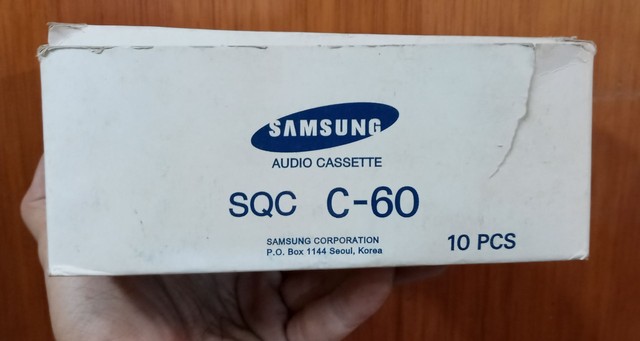 SAMSUNG
AUDIO CASSETTE
SQC C-60
SAMSUNG CORPORATION
P.O. Box 1144 Seoul, Korea
10 PCS